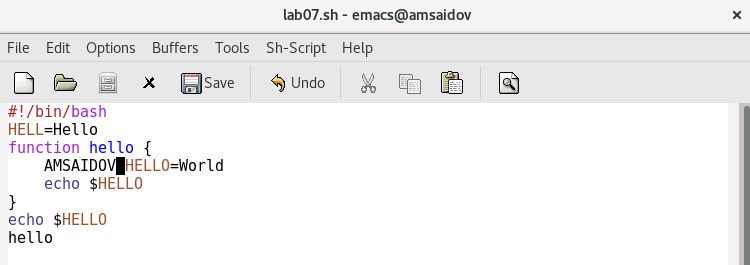 lab07.sh - emacs@amsaidov ×
File Edit Options Buffers Tools Sh-Script Help
Save Undo
#!/bin/bash
HELL=Hello
function hello {
    AMSAIDOV HELLO=World
    echo $HELLO
}
echo $HELLO
hello